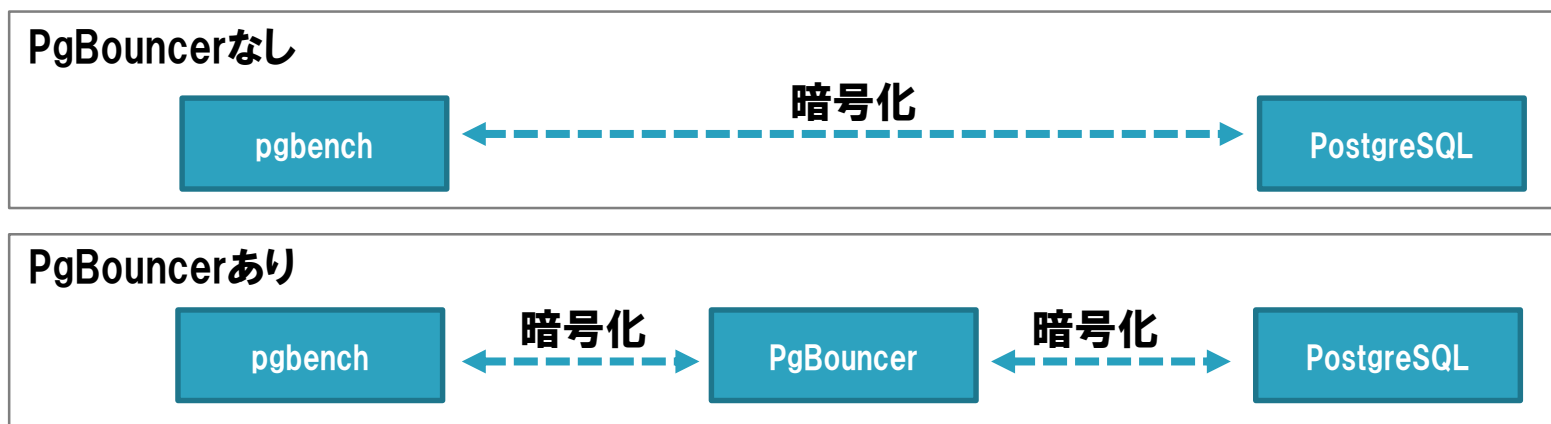 PgBouncerなし
暗号化
pgbench
PostgreSQL
PgBouncerあり
暗号化
暗号化
pgbench
PgBouncer
PostgreSQL